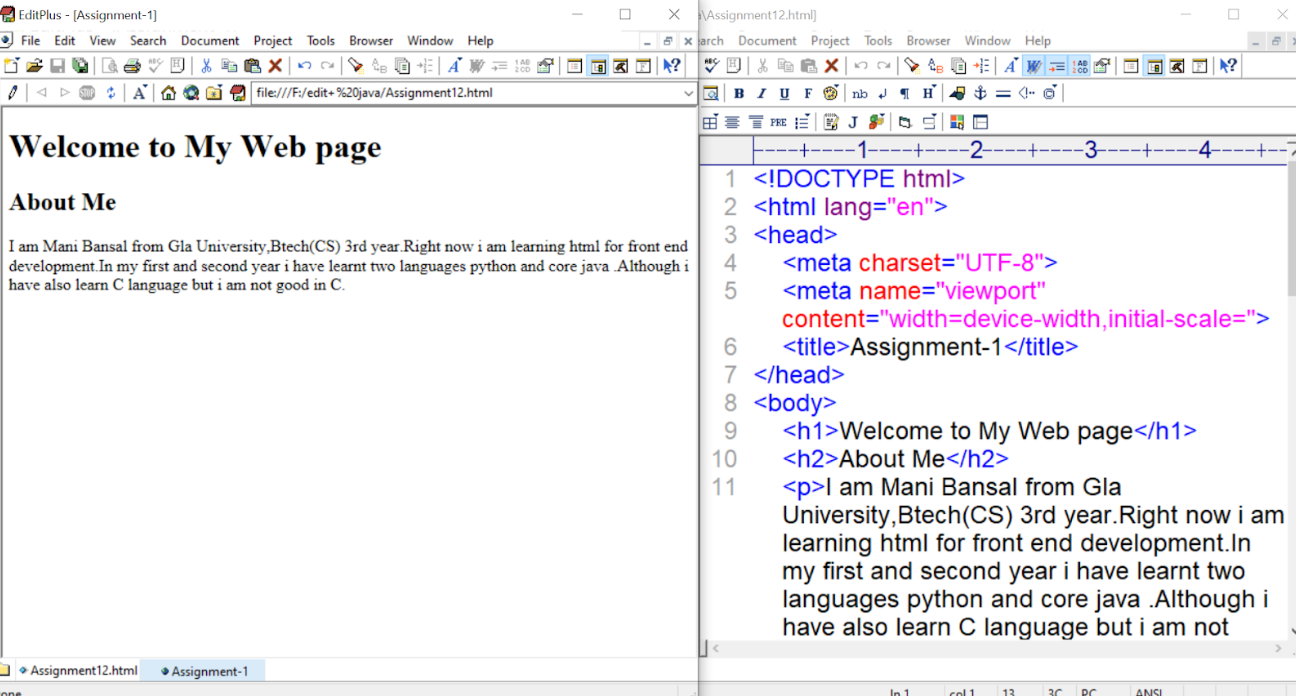 EditPlus - [Assignment-1]
File Edit View Search Document Project Tools Browser Window Help
file:///F:/edit+%20java/Assignment12.html
Welcome to My Web page
About Me
I am Mani Bansal from Gla University,Btech(CS) 3rd year.Right now i am learning html for front end
development.In my first and second year i have learnt two languages python and core java .Although i
have also learn C language but i am not good in C.
Assignment12.html Assignment-1
\Assignment12.html]
Document Project Tools Browser Window Help
B I U F nb ¶ H
PRE J
----+----1----+----2----+----3----+----4----+--
1 <!DOCTYPE html>
2 <html lang="en">
3 <head>
4 <meta charset="UTF-8">
5 <meta name="viewport"
content="width=device-width,initial-scale=">
6 <title>Assignment-1</title>
7 </head>
8 <body>
9 <h1>Welcome to My Web page</h1>
10 <h2>About Me</h2>
11 <p>I am Mani Bansal from Gla
University,Btech(CS) 3rd year.Right now i am
learning html for front end development.In
my first and second year i have learnt two
languages python and core java .Although i
have also learn C language but i am not
ln 1 col 1 13 3C PC ANSI